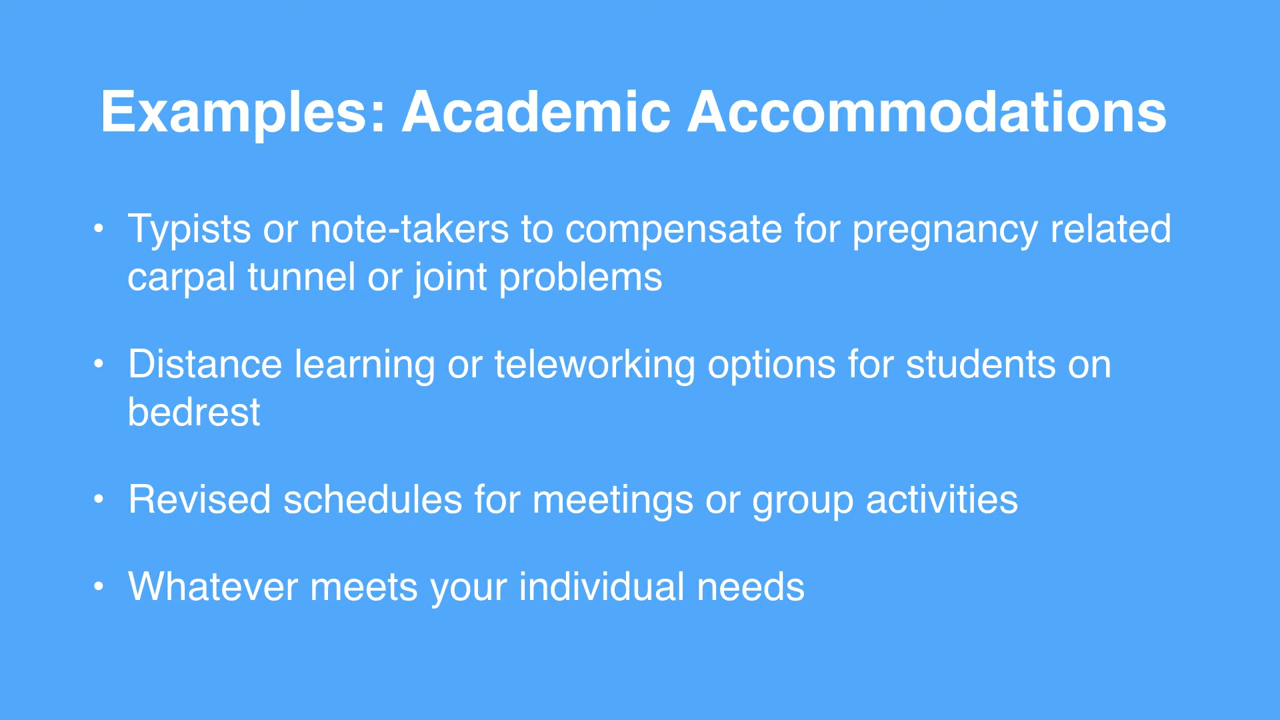 Examples: Academic Accommodations
• Typists or note-takers to compensate for pregnancy related
carpal tunnel or joint problems
• Distance learning or teleworking options for students on
bedrest
• Revised schedules for meetings or group activities
• Whatever meets your individual needs